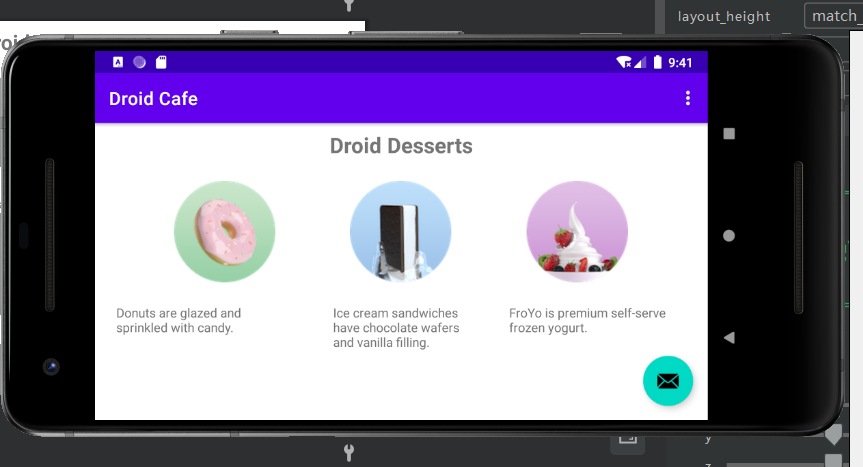 layout_height
match_
9:41
Droid Cafe
Droid Desserts
Donuts are glazed and
sprinkled with candy.
Ice cream sandwiches
have chocolate wafers
and vanilla filling.
FroYo is premium self-serve
frozen yogurt.
y